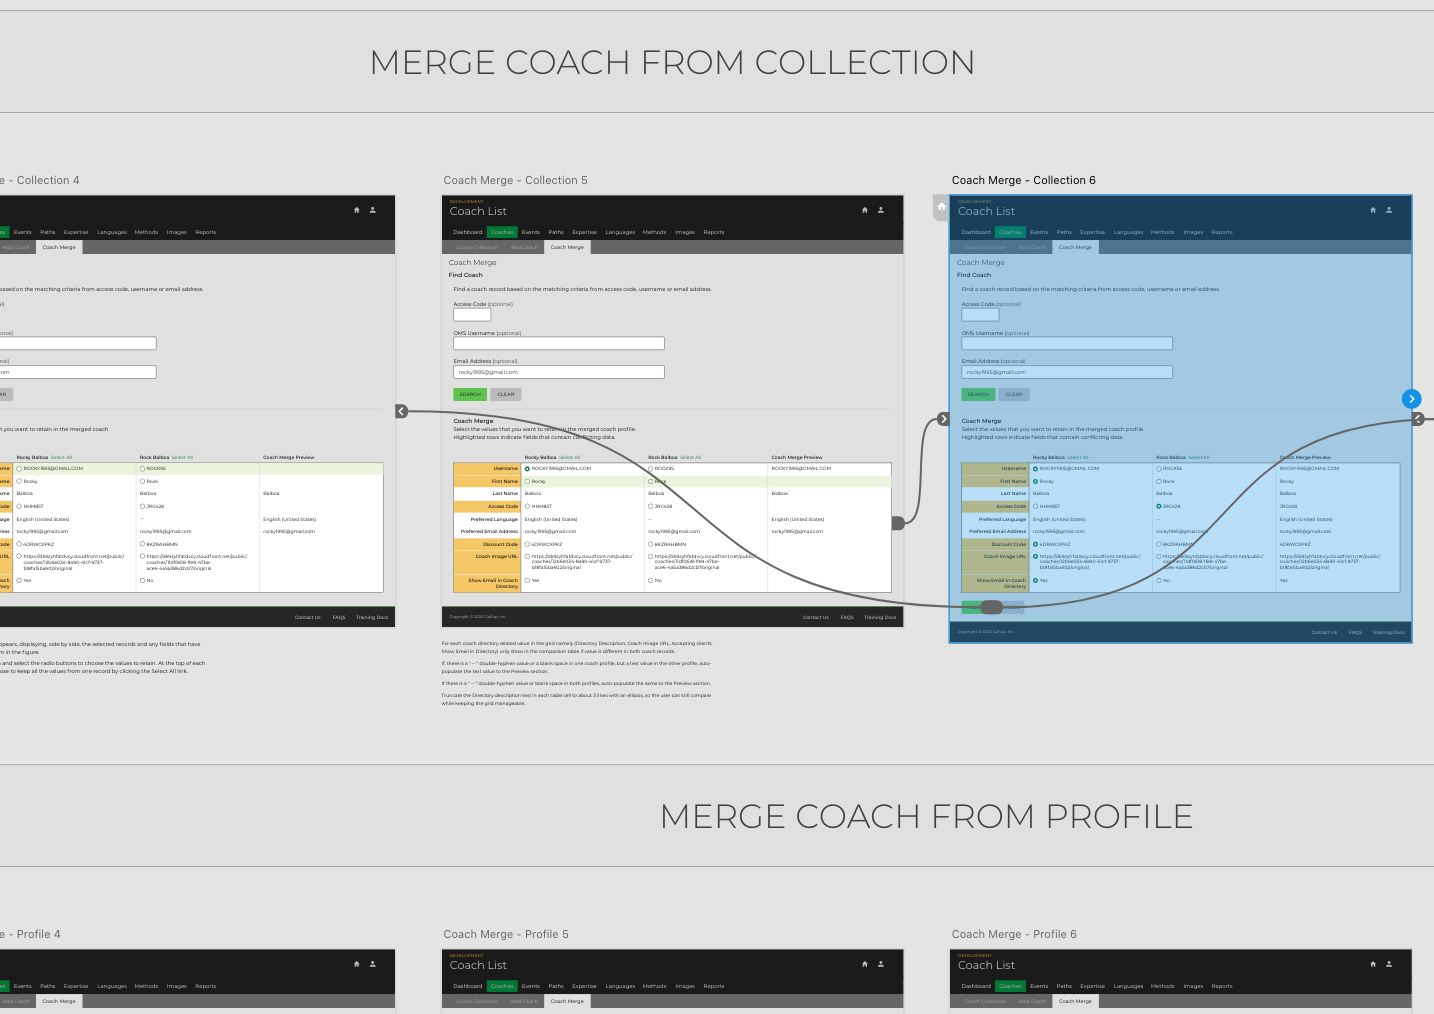 MERGE COACH FROM COLLECTION
e - Collection 4
Events Paths Expertise Languages Methods Images Reports
Add Coach Coach Merge
based on the matching criteria from access code, username or email address.
t you want to retain in the merged coach
Rocky Balboa Select All Rock Balboa Select All Coach Merge Preview
ame ROCKY1995@GMAIL.COM ROCK95
ame Rocky Rock
ame Balboa Balboa Balboa
ode HHM857 JRC428
age English (United States) -- English (United States)
ress rocky1995@gmail.com rocky1995@gmail.com rocky1995@gmail.com
Code 4DRWCXPKZ 8KZRAHBMN
URL
Yes No
Contact Us FAQS Training Docs
ppears, displaying, side by side, the selected records and any fields that have
n in the figure.
and select the radio buttons to choose the values to retain. At the top of each
ose to keep all the values from one record by clicking the Select All link.
Coach Merge - Collection 5
DEVELOPMENT
Coach List
Dashboard Coaches Events Paths Expertise Languages Methods Images Reports
Coach Collection Add Coach Coach Merge
Coach Merge
Find Coach
Find a coach record based on the matching criteria from access code, username or email address.
Access Code (optional)
OMS Username (optional)
Email Address (optional)
rocky1995@gmail.com
SEARCH CLEAR
Coach Merge
Select the values that you want to retain in the merged coach profile.
Highlighted rows indicate fields that contain conflicting data.
Rocky Balboa Select All Rock Balboa Select All Coach Merge Preview
Username ROCKY1995@GMAIL.COM ROCK95 ROCKY1995@GMAIL.COM
First Name Rocky Rock
Last Name Balboa Balboa Balboa
Access Code HHM857 JRC428
Preferred Language English (United States) -- English (United States)
Preferred Email Address rocky1995@gmail.com rocky1995@gmail.com rocky1995@gmail.com
Discount Code 4DRWCXPKZ 8KZRAHBMN
Coach Image URL
Show Email in Coach Directory Yes No
Copyright © 2020 Gallup, Inc. Contact Us FAQS Training Docs
For each coach directory related value in the grid namely (Directory Description, Coach Image URL, Accepting clients,
Show Email in Directory) only show in the comparison table if value is different in both coach records.
If, there is a " -- " double-hyphen value or a blank space in one coach profile, but a text value in the other profile, auto-
populate the text value to the Preview section.
If there is a " -- " double-hyphen value or blank space in both profiles, auto-populate the same to the Preview section.
Truncate the Directory description text in each table cell to about 3 lines with an ellipsis, so the user can still compare
while keeping the grid manageable.
Coach Merge - Collection 6
DEVELOPMENT
Coach List
Dashboard Coaches Events Paths Expertise Languages Methods Images Reports
Coach Collection Add Coach Coach Merge
Coach Merge
Find Coach
Find a coach record based on the matching criteria from access code, username or email address.
Access Code (optional)
OMS Username (optional)
Email Address (optional)
rocky1995@gmail.com
SEARCH CLEAR
Coach Merge
Select the values that you want to retain in the merged coach profile.
Highlighted rows indicate fields that contain conflicting data.
Rocky Balboa Select All Rock Balboa Select All Coach Merge Preview
Username ROCKY1995@GMAIL.COM ROCK95 ROCKY1995@GMAIL.COM
First Name Rocky Rock Rocky
Last Name Balboa Balboa Balboa
Access Code HHM857 JRC428 JRC428
Preferred Language English (United States) -- English (United States)
Preferred Email Address rocky1995@gmail.com rocky1995@gmail.com rocky1995@gmail.com
Discount Code 4DRWCXPKZ 8KZRAHBMN 4DRWCXPKZ
Coach Image URL
Show Email in Coach Directory Yes No Yes
Copyright © 2020 Gallup, Inc. Contact Us FAQS Training Docs
MERGE COACH FROM PROFILE
e - Profile 4
Events Paths Expertise Languages Methods Images Reports
Add Coach Coach Merge
Coach Merge - Profile 5
DEVELOPMENT
Coach List
Dashboard Coaches Events Paths Expertise Languages Methods Images Reports
Coach Collection Add Coach Coach Merge
Coach Merge - Profile 6
DEVELOPMENT
Coach List
Dashboard Coaches Events Paths Expertise Languages Methods Images Reports
Coach Collection Add Coach Coach Merge